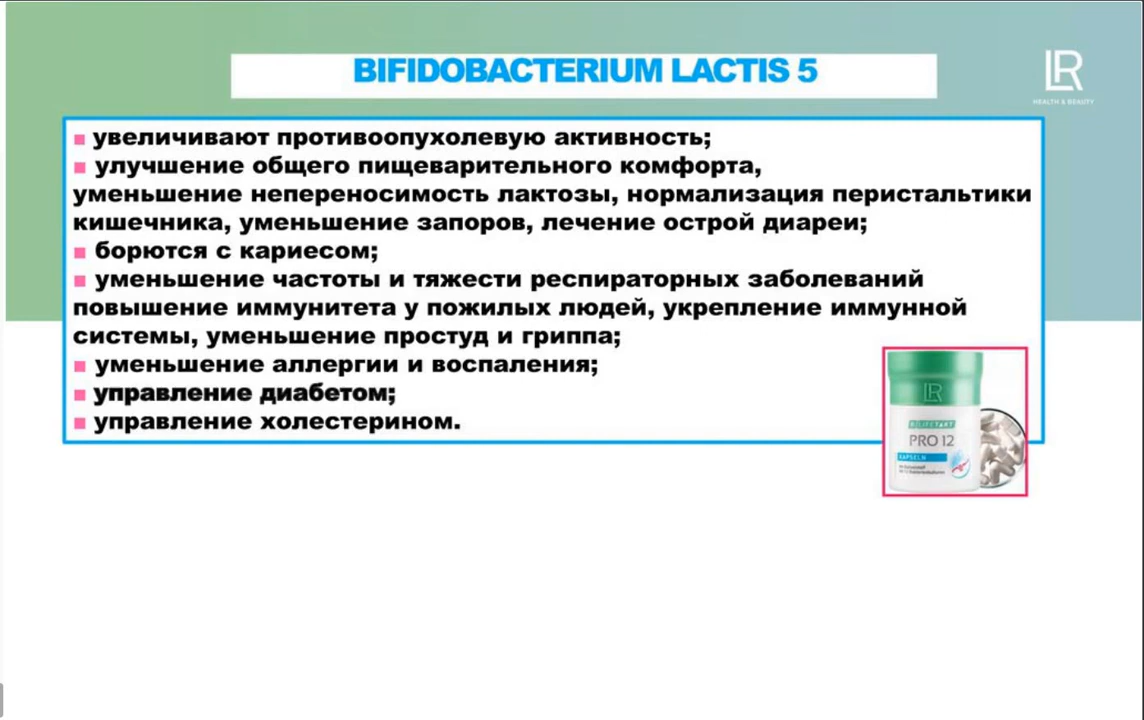 BIFIDOBACTERIUM LACTIS 5
LR
HEALTH & BEAUTY
увеличивают противоопухолевую активность;
улучшение общего пищеварительного комфорта,
уменьшение непереносимость лактозы, нормализация перистальтики
кишечника, уменьшение запоров, лечение острой диареи;
борются с кариесом;
уменьшение частоты и тяжести респираторных заболеваний
повышение иммунитета у пожилых людей, укрепление иммунной
системы, уменьшение простуд и гриппа;
уменьшение аллергии и воспаления;
управление диабетом;
управление холестерином.
LR
PRO 12
KAPSELN